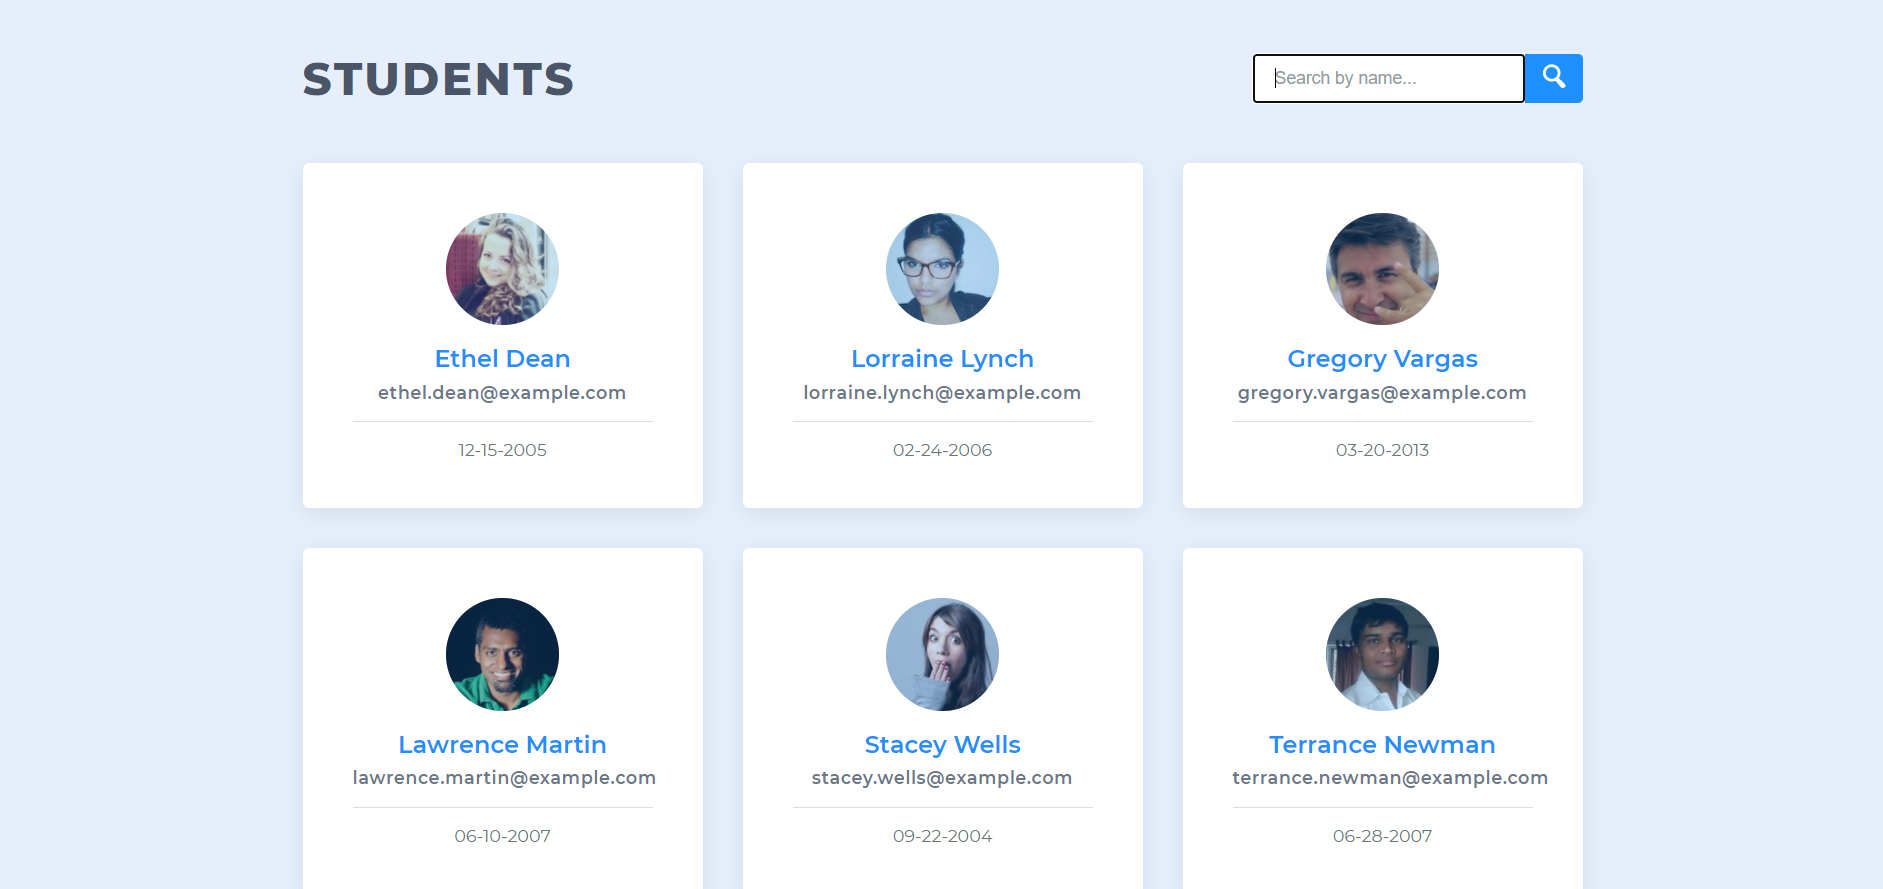 STUDENTS
Search by name...
Ethel Dean
ethel.dean@example.com
12-15-2005
Lorraine Lynch
lorraine.lynch@example.com
02-24-2006
Gregory Vargas
gregory.vargas@example.com
03-20-2013
Lawrence Martin
lawrence.martin@example.com
06-10-2007
Stacey Wells
stacey.wells@example.com
09-22-2004
Terrance Newman
terrance.newman@example.com
06-28-2007